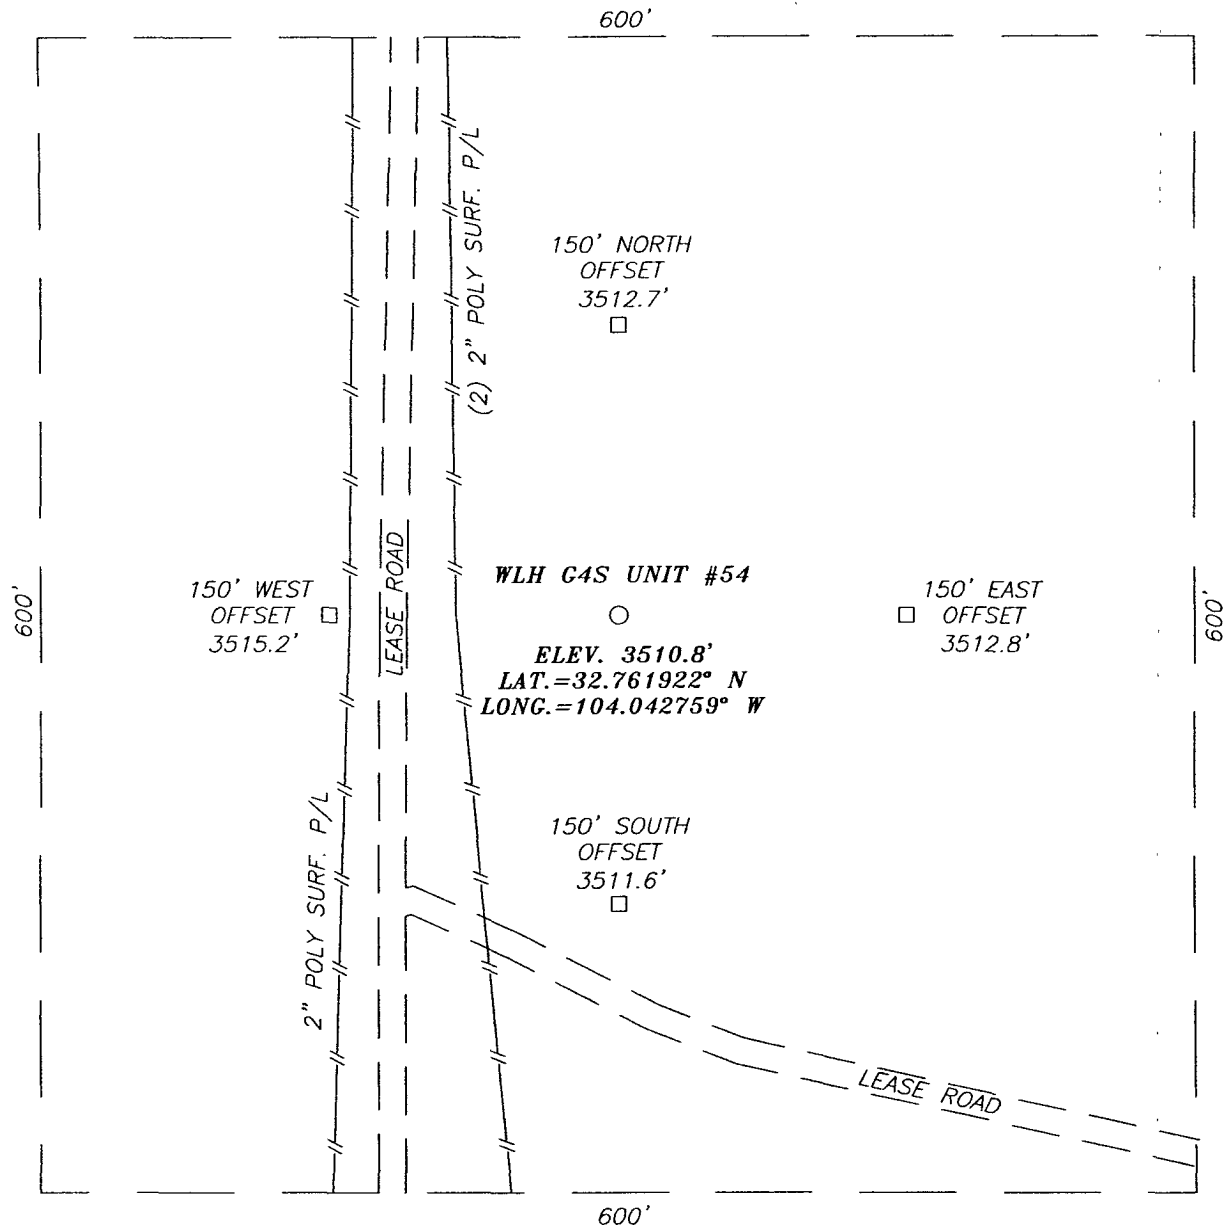 600'
(2) 2" POLY SURF. P/L
150' NORTH
OFFSET
3512.7'
LEASE ROAD
600'
150' WEST
OFFSET
3515.2'
WLH G4S UNIT #54
ELEV. 3510.8'
LAT.=32.761922° N
LONG.=104.042759° W
150' EAST
OFFSET
3512.8'
600'
2" POLY SURF. P/L
150' SOUTH
OFFSET
3511.6'
LEASE ROAD
600'